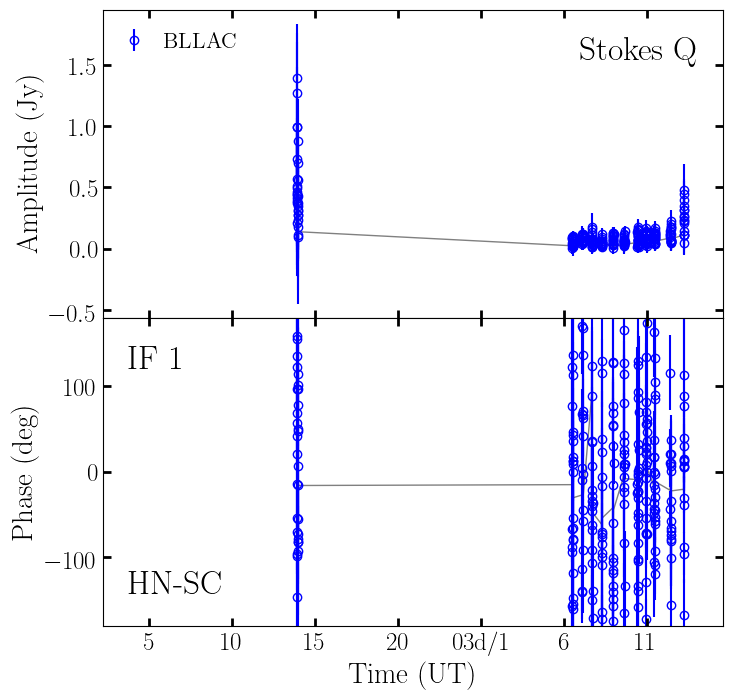 BLLAC
Stokes Q
1.5
1.0
0.5
0.0
−0.5
Amplitude (Jy)
IF 1
100
0
−100
Phase (deg)
HN-SC
5 10 15 20 03d/1 6 11
Time (UT)